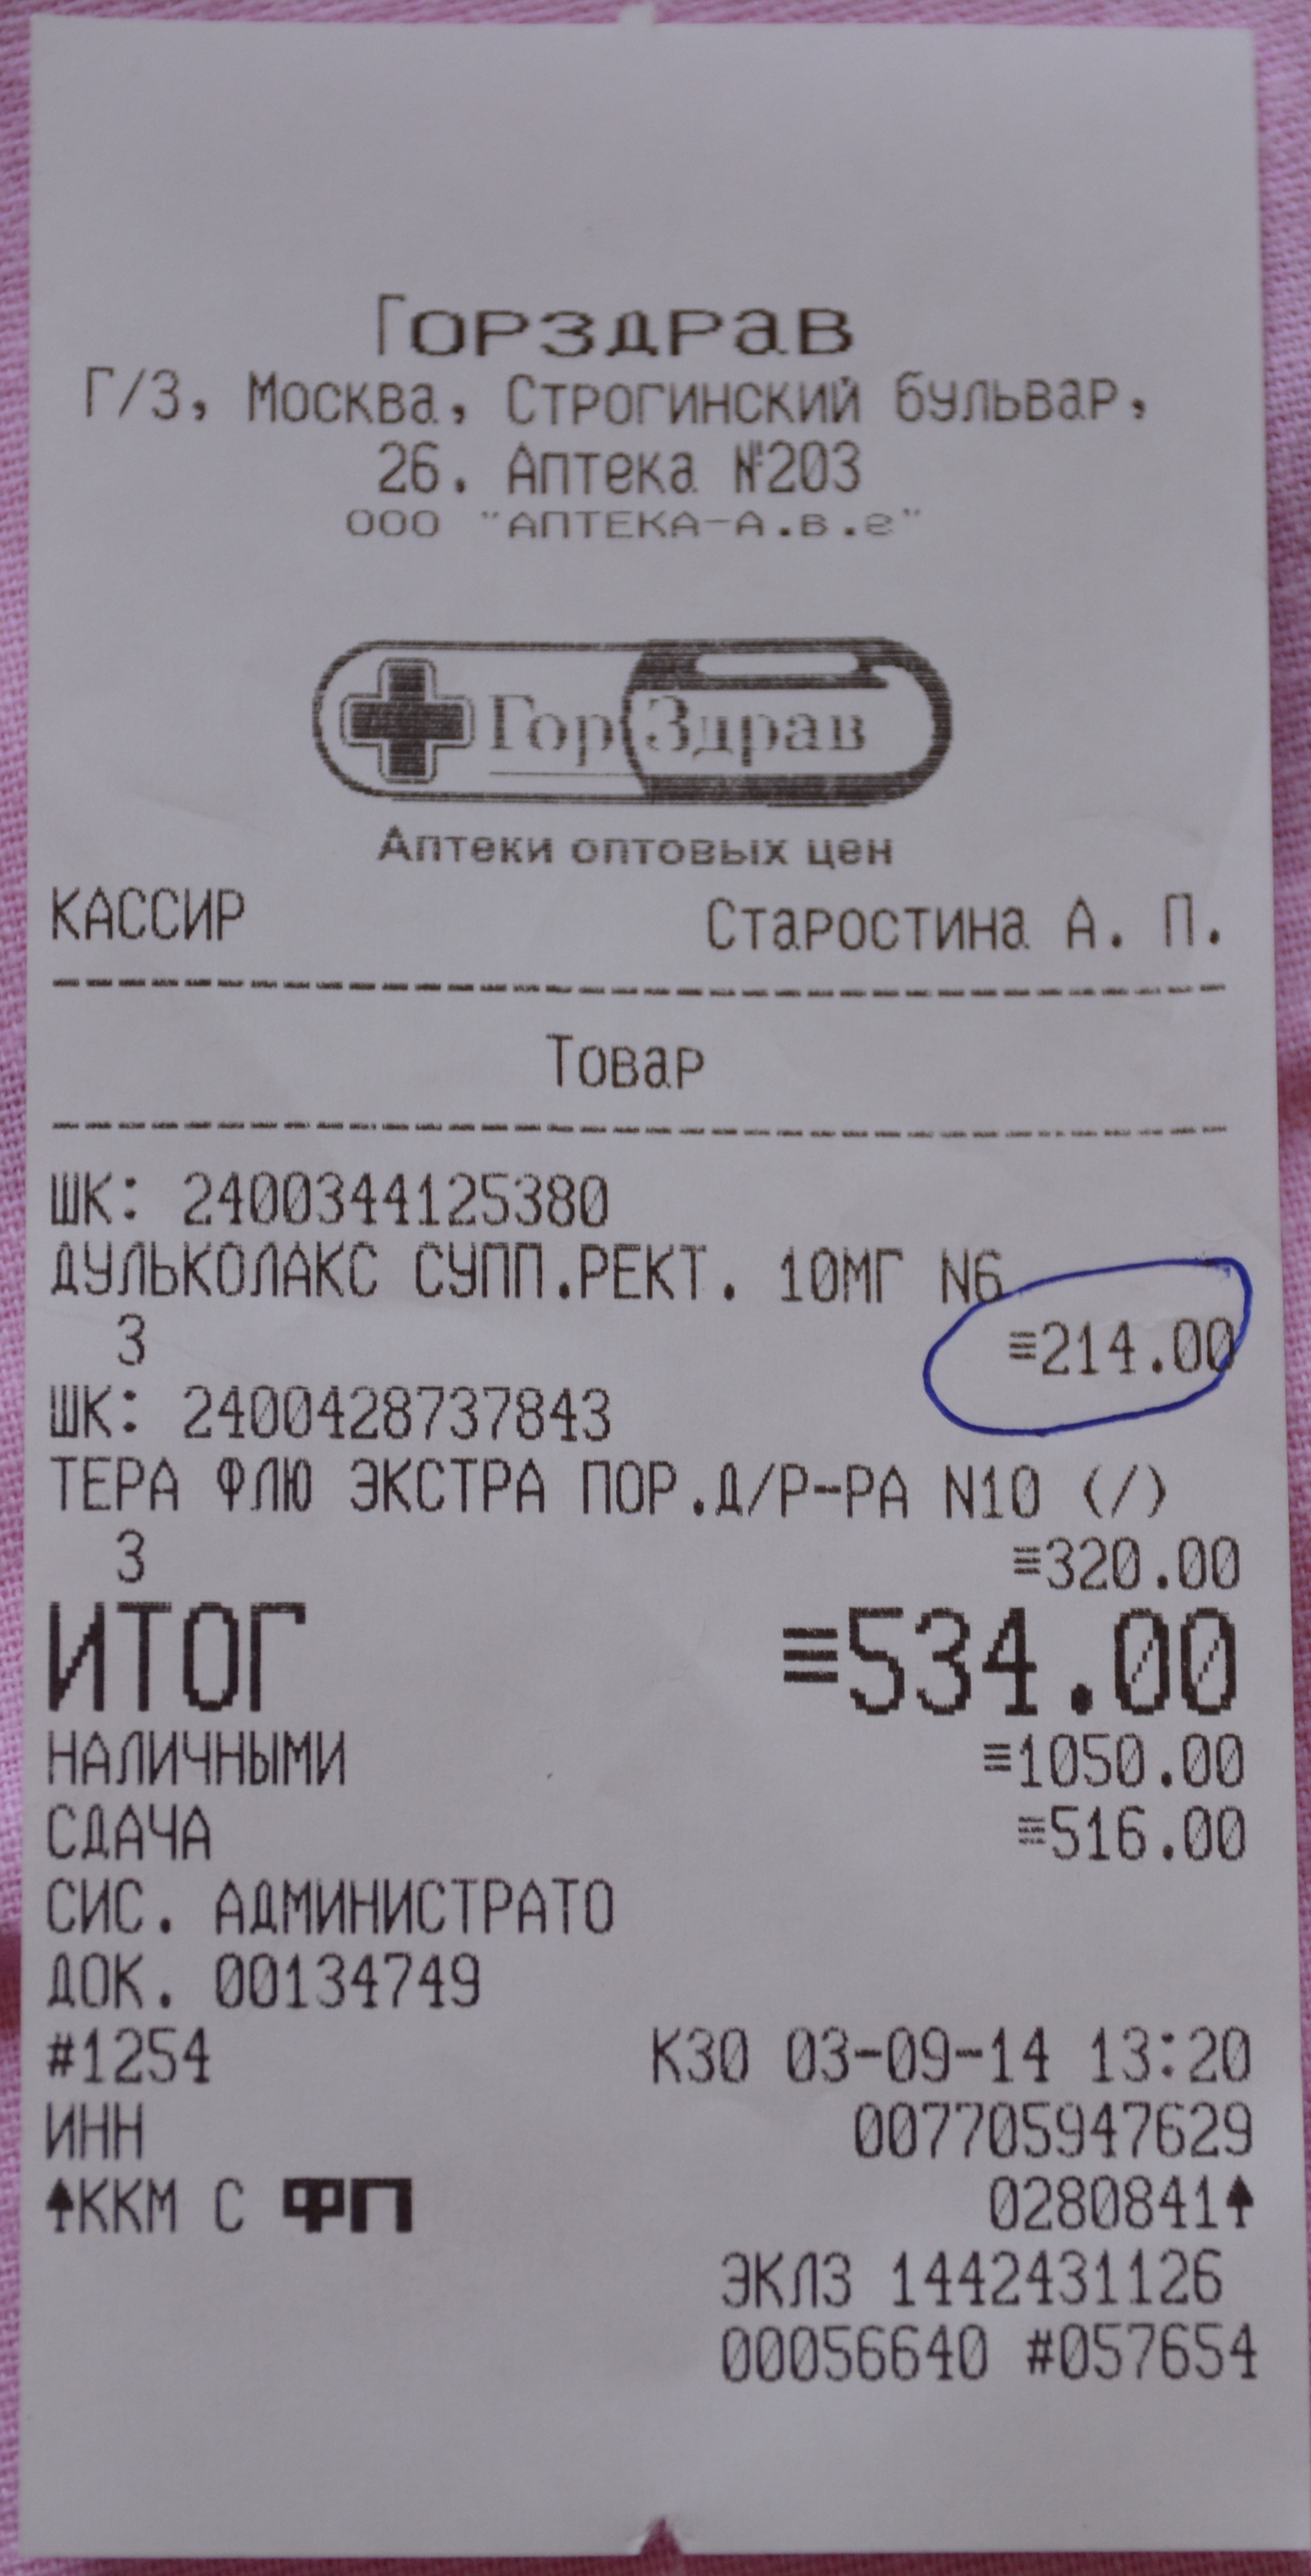 ГОРЗДРАВ
Г/З, Москва, Строгинский бульвар,
26. Аптека №203
ООО "АПТЕКА-А.в.е"
ГорЗдрав
Аптеки оптовых цен
КАССИР Старостина А. П.
Товар
ШК: 2400344125380
ДУЛЬКОЛАКС СУПП.РЕКТ. 10МГ N6
3 ≡214.00
ШК: 2400428737843
ТЕРА ФЛЮ ЭКСТРА ПОР.Д/Р-РА N10 (/)
3 ≡320.00
ИТОГ ≡534.00
НАЛИЧНЫМИ ≡1050.00
СДАЧА ≡516.00
СИС. АДМИНИСТРАТО
ДОК. 00134749
#1254 К30 03-09-14 13:20
ИНН 007705947629
ККМ С ФП 0280841
ЭКЛЗ 1442431126
00056640 #057654